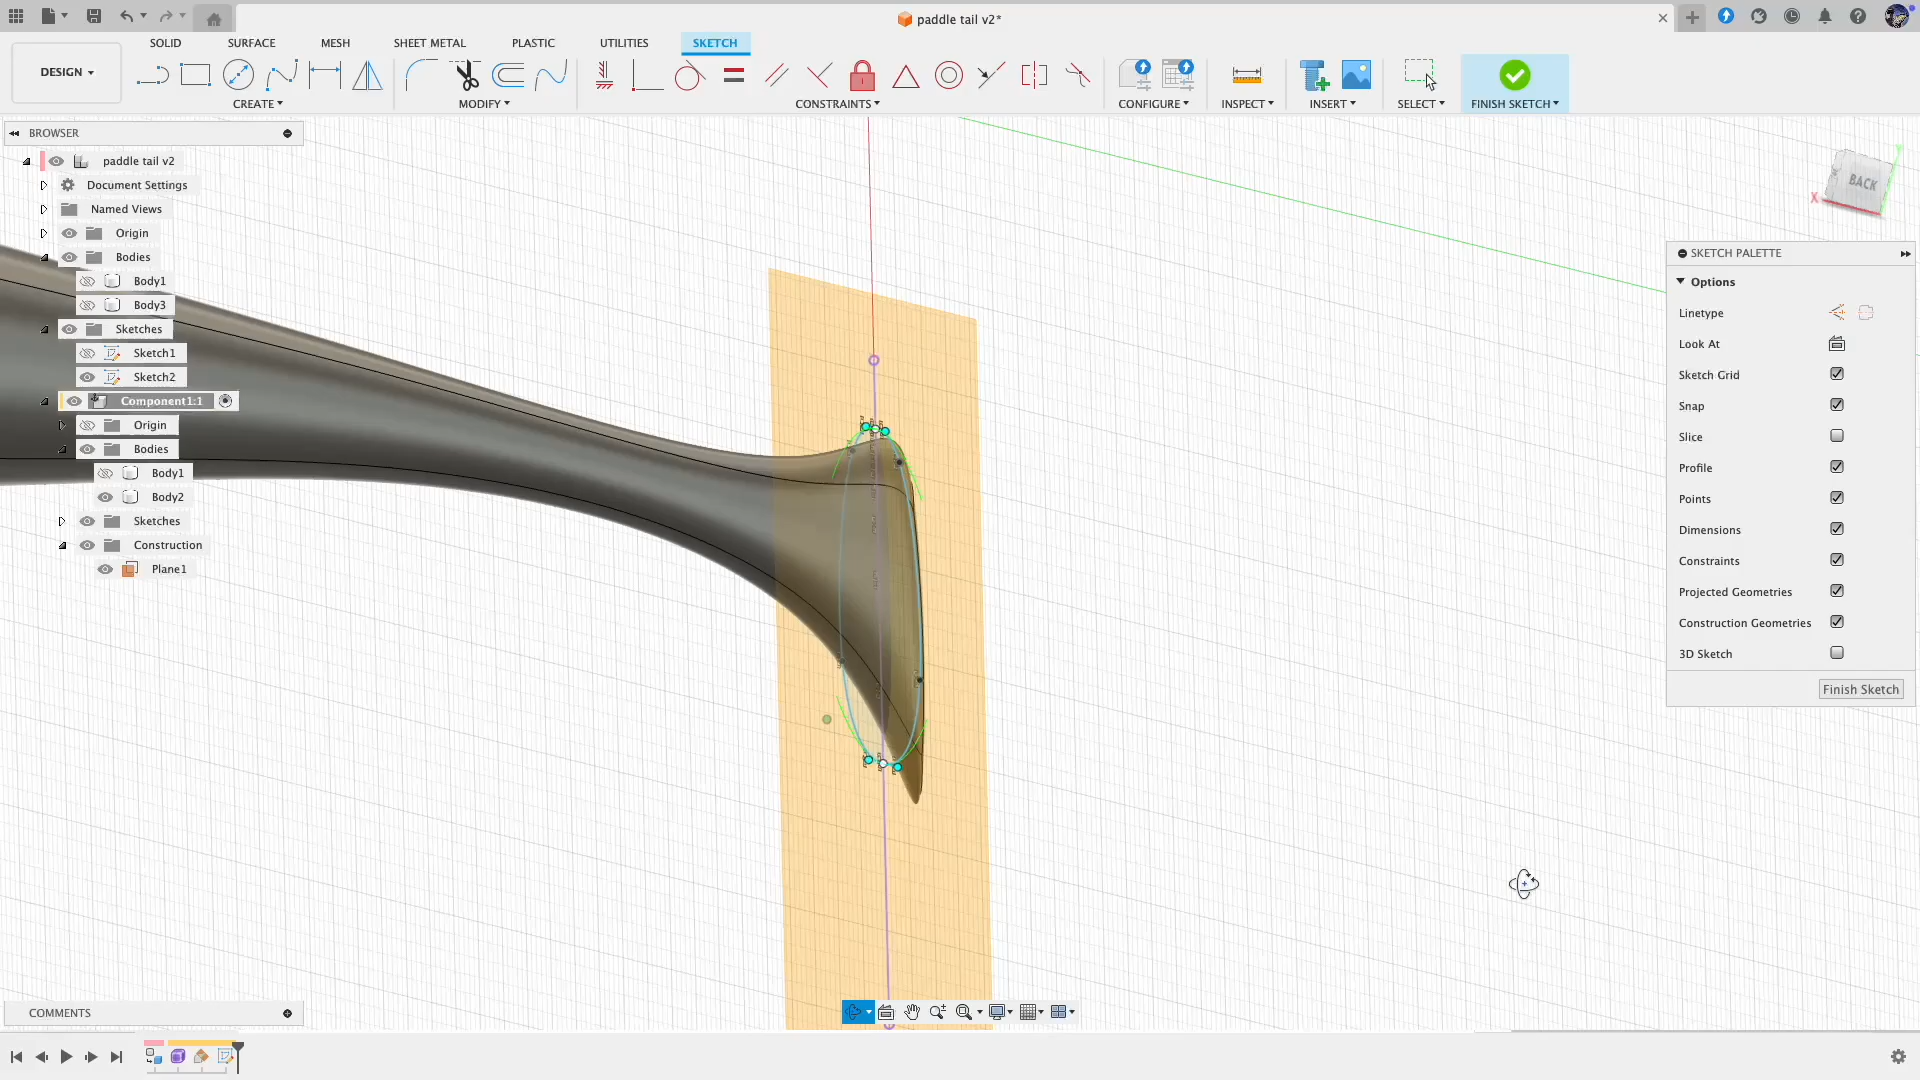 paddle tail v2*
SOLID
SURFACE
MESH
SHEET METAL
PLASTIC
UTILITIES
SKETCH
DESIGN
CREATE
MODIFY
CONSTRAINTS
CONFIGURE
INSPECT
INSERT
SELECT
FINISH SKETCH
BROWSER
paddle tail v2
Document Settings
Named Views
Origin
Bodies
Body1
Body3
Sketches
Sketch1
Sketch2
Component1:1
Origin
Bodies
Body1
Body2
Sketches
Construction
Plane1
BACK
X
Y
SKETCH PALETTE
Options
Linetype
Look At
Sketch Grid
Snap
Slice
Profile
Points
Dimensions
Constraints
Projected Geometries
Construction Geometries
3D Sketch
Finish Sketch
COMMENTS